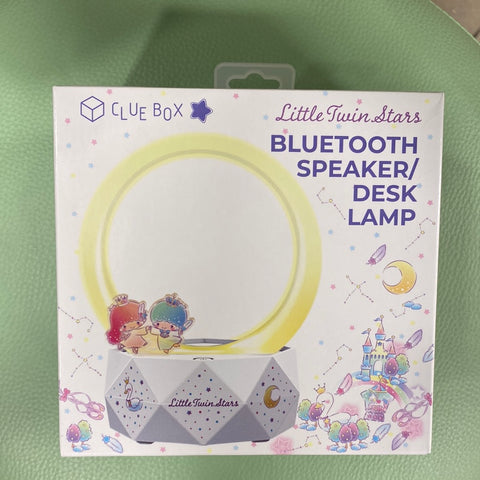 CLUE BOX
Little Twin Stars
BLUETOOTH
SPEAKER/
DESK
LAMP
Little Twin Stars